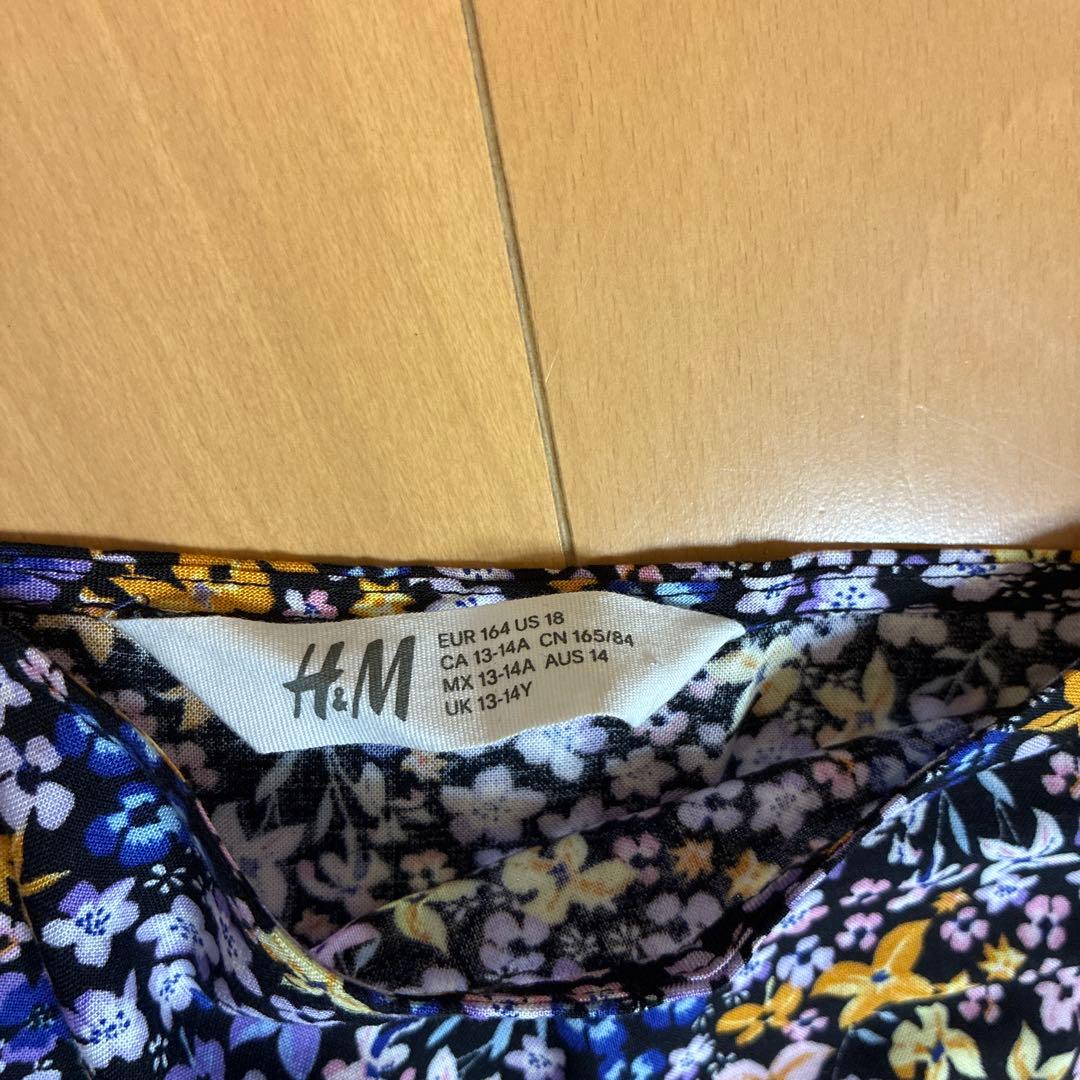 H&M
EUR 164 US 18
CA 13-14A CN 165/84
MX 13-14A AUS 14
UK 13-14Y